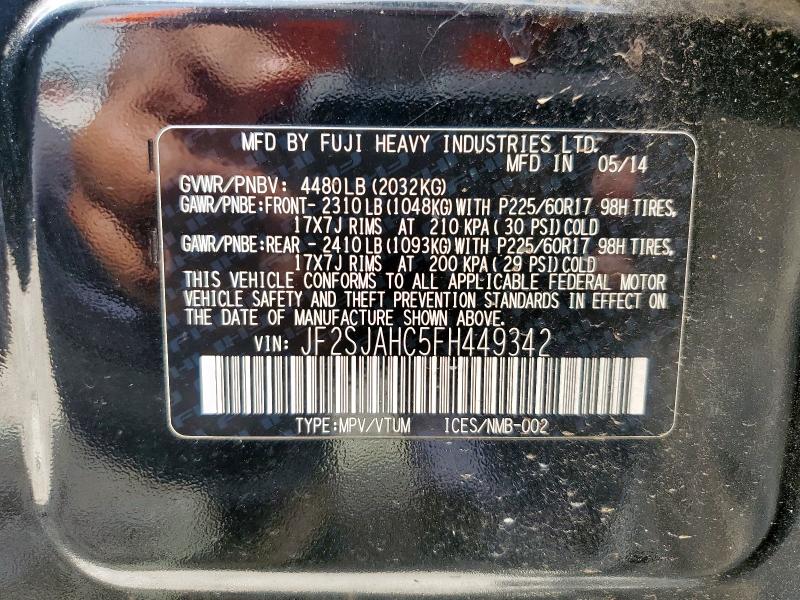 MFD BY FUJI HEAVY INDUSTRIES LTD.
MFD IN 05/14
GVWR/PNBV: 4480LB (2032KG)
GAWR/PNBE:FRONT- 2310LB (1048KG)WITH P225/60R17 98H TIRES,
17X7J RIMS AT 210 KPA ( 30 PSI)COLD
GAWR/PNBE:REAR - 2410LB (1093KG)WITH P225/60R17 98H TIRES,
17X7J RIMS AT 200 KPA ( 29 PSI)COLD
THIS VEHICLE CONFORMS TO ALL APPLICABLE FEDERAL MOTOR
VEHICLE SAFETY AND THEFT PREVENTION STANDARDS IN EFFECT ON
THE DATE OF MANUFACTURE SHOWN ABOVE.
VIN: JF2SJAHC5FH449342
TYPE:MPV/VTUM ICES/NMB-002